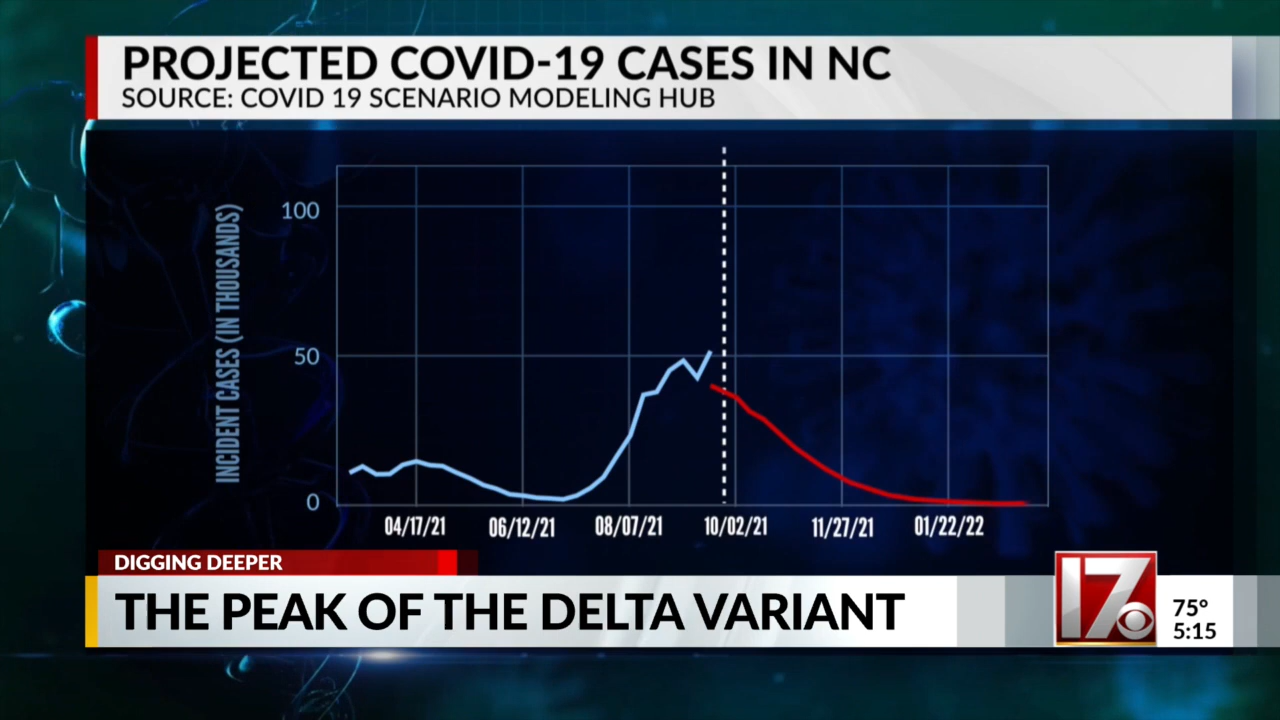 PROJECTED COVID-19 CASES IN NC
SOURCE: COVID 19 SCENARIO MODELING HUB
INCIDENT CASES (IN THOUSANDS)
100
50
0
04/17/21 06/12/21 08/07/21 10/02/21 11/27/21 01/22/22
DIGGING DEEPER
THE PEAK OF THE DELTA VARIANT
17
75°
5:15